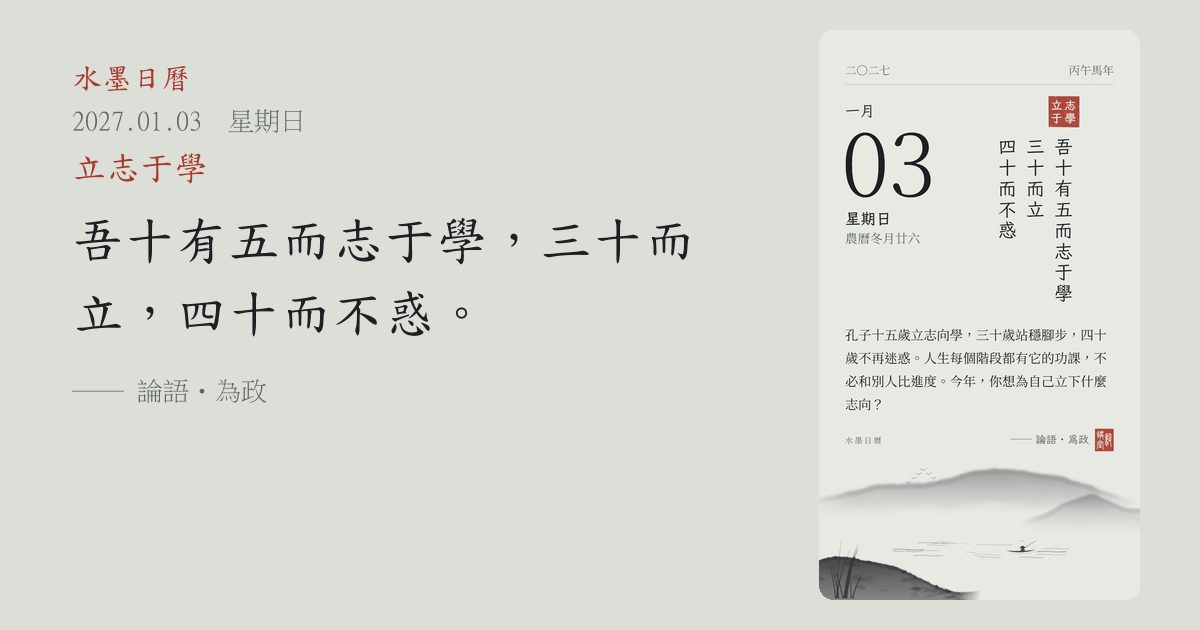 水墨日曆
2027.01.03 星期日
立志于學
吾十有五而志于學，三十而
立，四十而不惑。
—— 論語・為政
二〇二七
丙午馬年
一月
03
星期日
農曆冬月廿六
志學
立于
吾十有五而志于學
三十而立
四十而不惑
孔子十五歲立志向學，三十歲站穩腳步，四十
歲不再迷惑。人生每個階段都有它的功課，不
必和別人比進度。今年，你想為自己立下什麼
志向？
水墨日曆
—— 論語・爲政